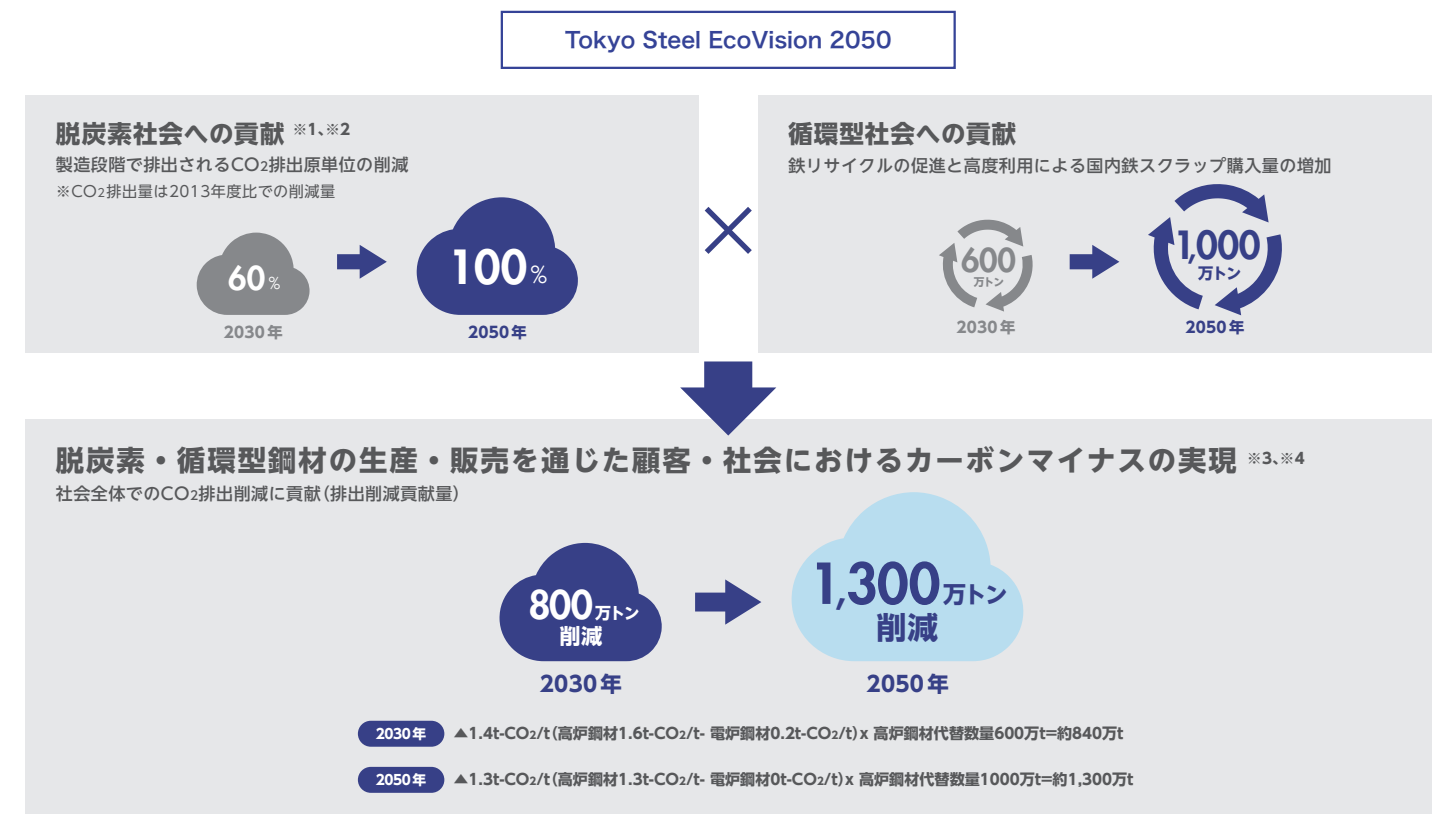 Tokyo Steel EcoVision 2050
脱炭素社会への貢献 ※1、※2
製造段階で排出されるCO2排出原単位の削減
※CO2排出量は2013年度比での削減量
60%
2030年
100%
2050年
×
循環型社会への貢献
鉄リサイクルの促進と高度利用による国内鉄スクラップ購入量の増加
600
万トン
2030年
1,000
万トン
2050年
脱炭素・循環型鋼材の生産・販売を通じた顧客・社会におけるカーボンマイナスの実現 ※3、※4
社会全体でのCO2排出削減に貢献(排出削減貢献量)
800万トン
削減
2030年
1,300万トン
削減
2050年
2030年 ▲1.4t-CO2/t(高炉鋼材1.6t-CO2/t- 電炉鋼材0.2t-CO2/t)x 高炉鋼材代替数量600万t=約840万t
2050年 ▲1.3t-CO2/t(高炉鋼材1.3t-CO2/t- 電炉鋼材0t-CO2/t)x 高炉鋼材代替数量1000万t=約1,300万t